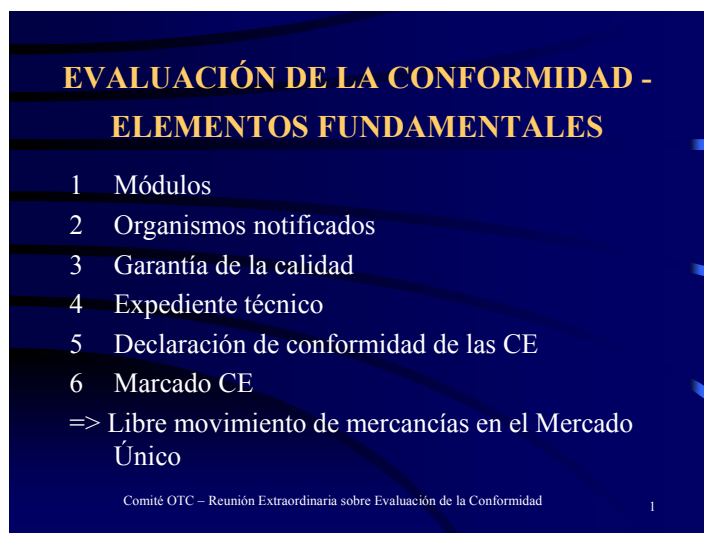 EVALUACIÓN DE LA CONFORMIDAD -
ELEMENTOS FUNDAMENTALES
1 Módulos
2 Organismos notificados
3 Garantía de la calidad
4 Expediente técnico
5 Declaración de conformidad de las CE
6 Marcado CE
=> Libre movimiento de mercancías en el Mercado
Único
Comité OTC – Reunión Extraordinaria sobre Evaluación de la Conformidad
1